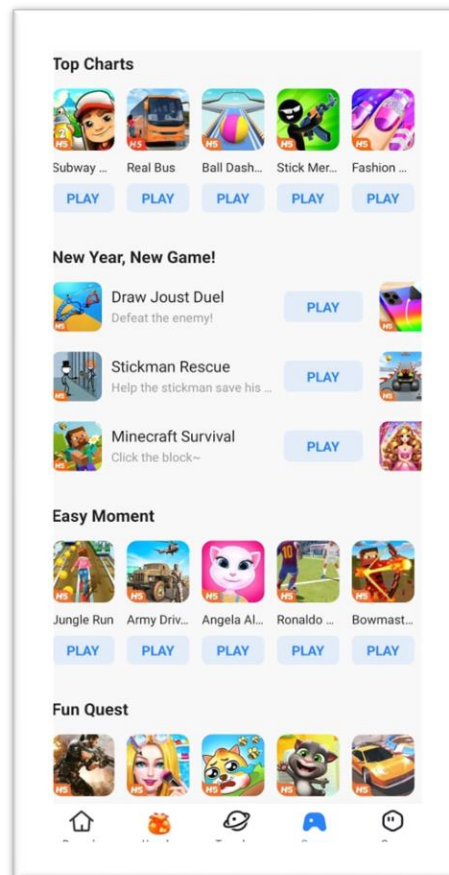 Top Charts
Subway ... Real Bus Ball Dash... Stick Mer... Fashion ...
PLAY PLAY PLAY PLAY PLAY
New Year, New Game!
Draw Joust Duel
Defeat the enemy!
PLAY
Stickman Rescue
Help the stickman save his ...
PLAY
Minecraft Survival
Click the block~
PLAY
Easy Moment
Jungle Run Army Driv... Angela Al... Ronaldo ... Bowmast...
PLAY PLAY PLAY PLAY PLAY
Fun Quest